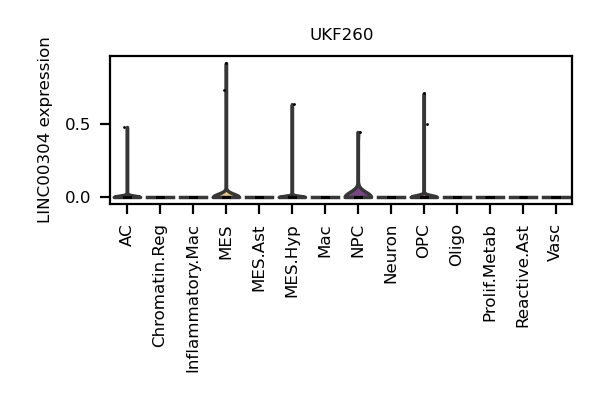 UKF260
LINC00304 expression
0.5
0.0
AC
Chromatin.Reg
Inflammatory.Mac
MES
MES.Ast
MES.Hyp
Mac
NPC
Neuron
OPC
Oligo
Prolif.Metab
Reactive.Ast
Vasc